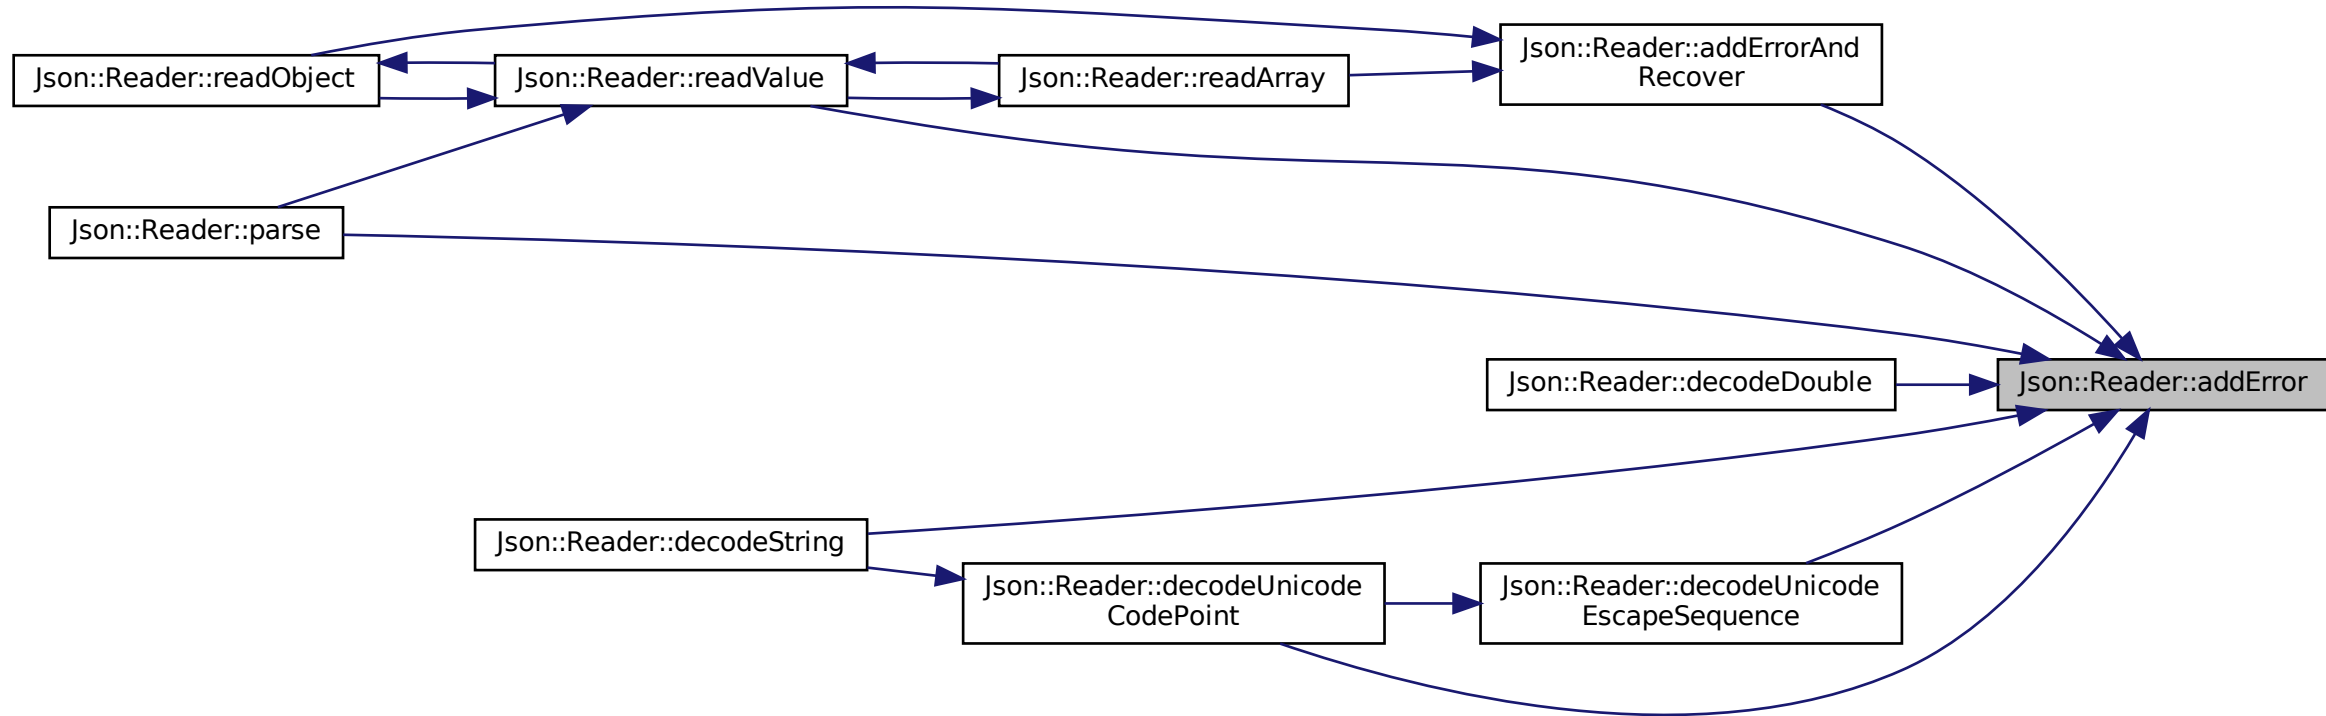 Json::Reader::addErrorAnd
Recover
Json::Reader::readObject
Json::Reader::readValue
Json::Reader::readArray
Json::Reader::parse
Json::Reader::decodeDouble
Json::Reader::addError
Json::Reader::decodeString
Json::Reader::decodeUnicode
CodePoint
Json::Reader::decodeUnicode
EscapeSequence